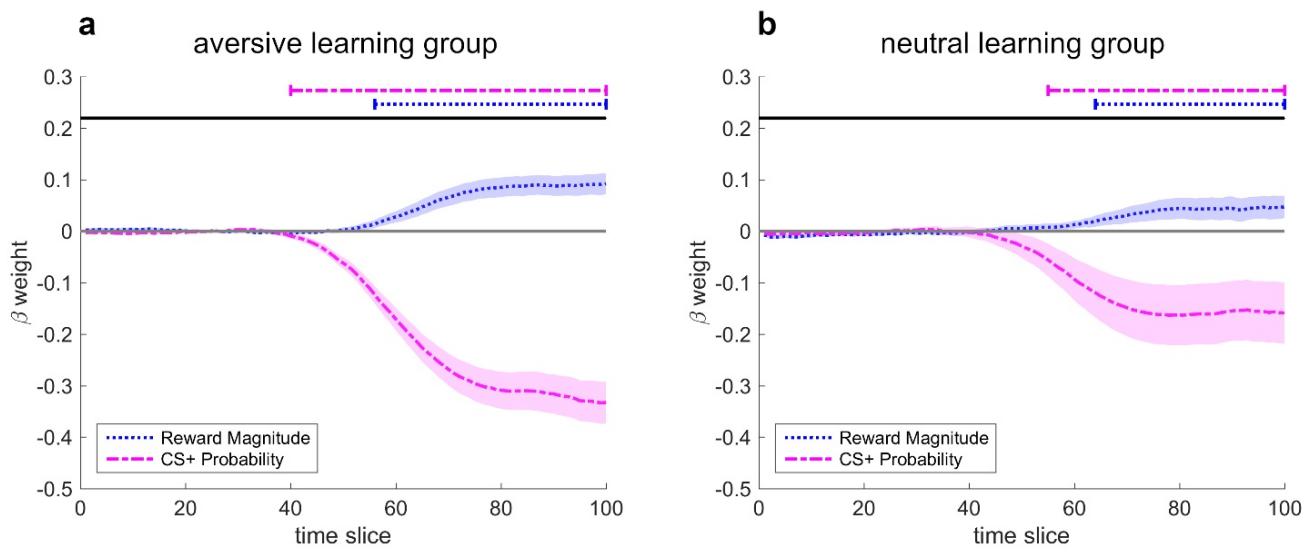 a
aversive learning group
0.3
0.2
0.1
0
-0.1
-0.2
-0.3
-0.4
-0.5
β weight
Reward Magnitude
CS+ Probability
0 20 40 60 80 100
time slice
b
neutral learning group
0.3
0.2
0.1
0
-0.1
-0.2
-0.3
-0.4
-0.5
β weight
Reward Magnitude
CS+ Probability
0 20 40 60 80 100
time slice